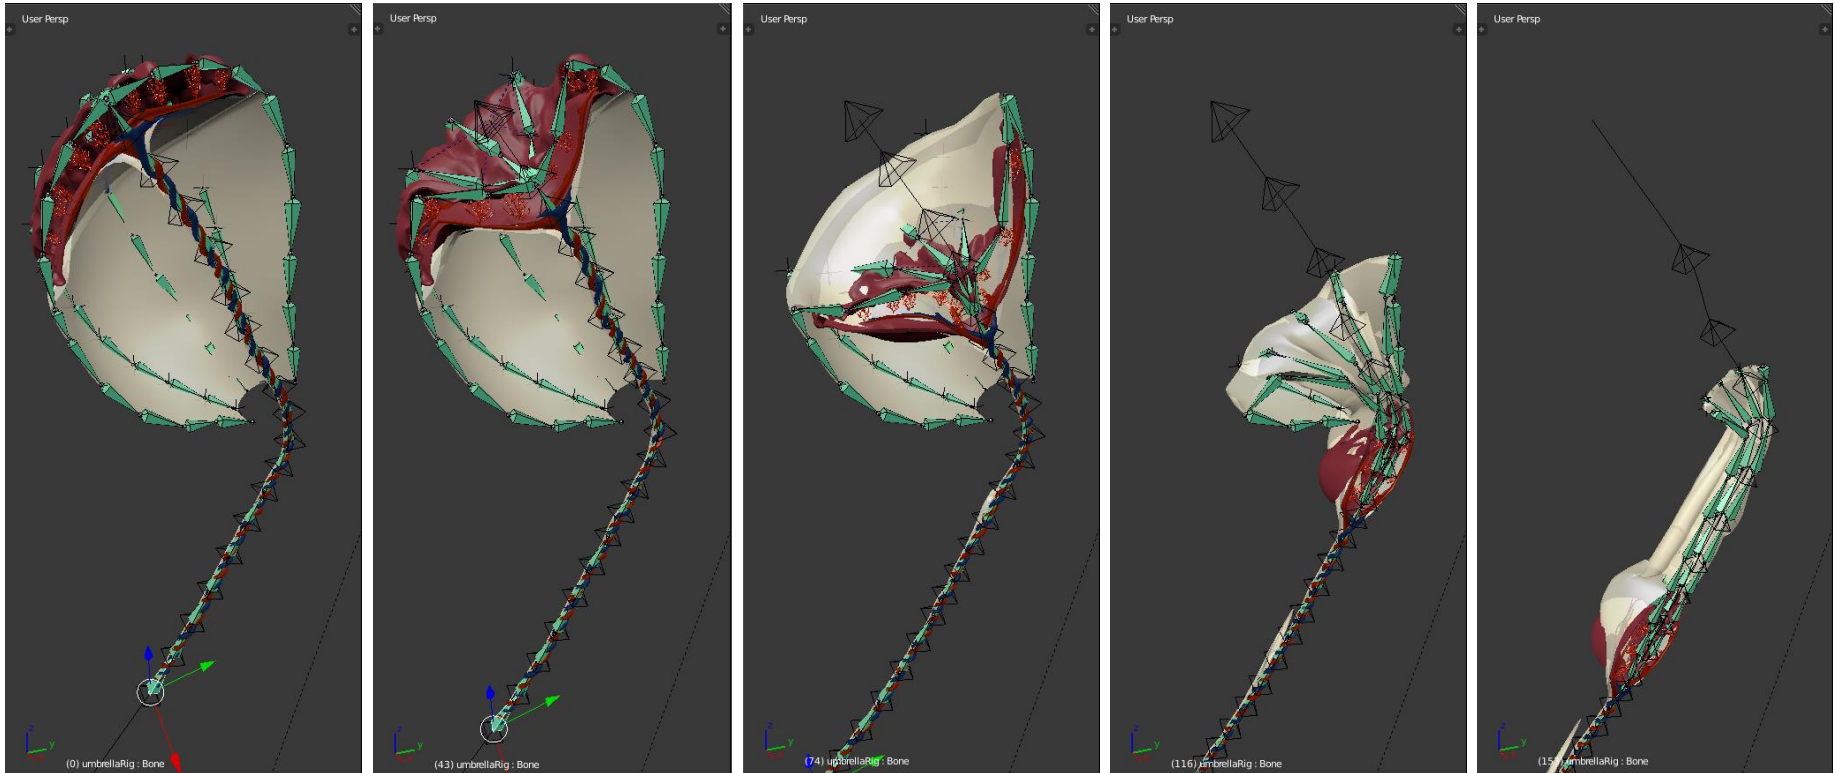 User Persp
User Persp
User Persp
User Persp
User Persp
z
y
z
y
z
y
z
y
z
y
(0) umbrellaRig : Bone
(43) umbrellaRig : Bone
(74) umbrellaRig : Bone
(116) umbrellaRig : Bone
umbrellaRig : Bone